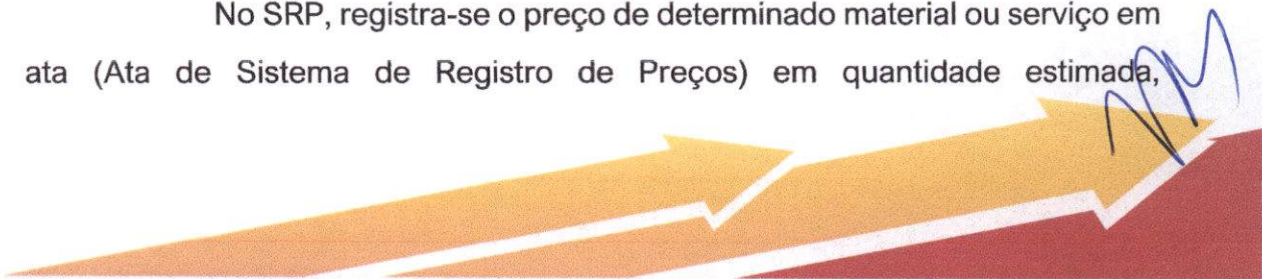 No SRP, registra-se o preço de determinado material ou serviço em
ata (Ata de Sistema de Registro de Preços) em quantidade estimada,